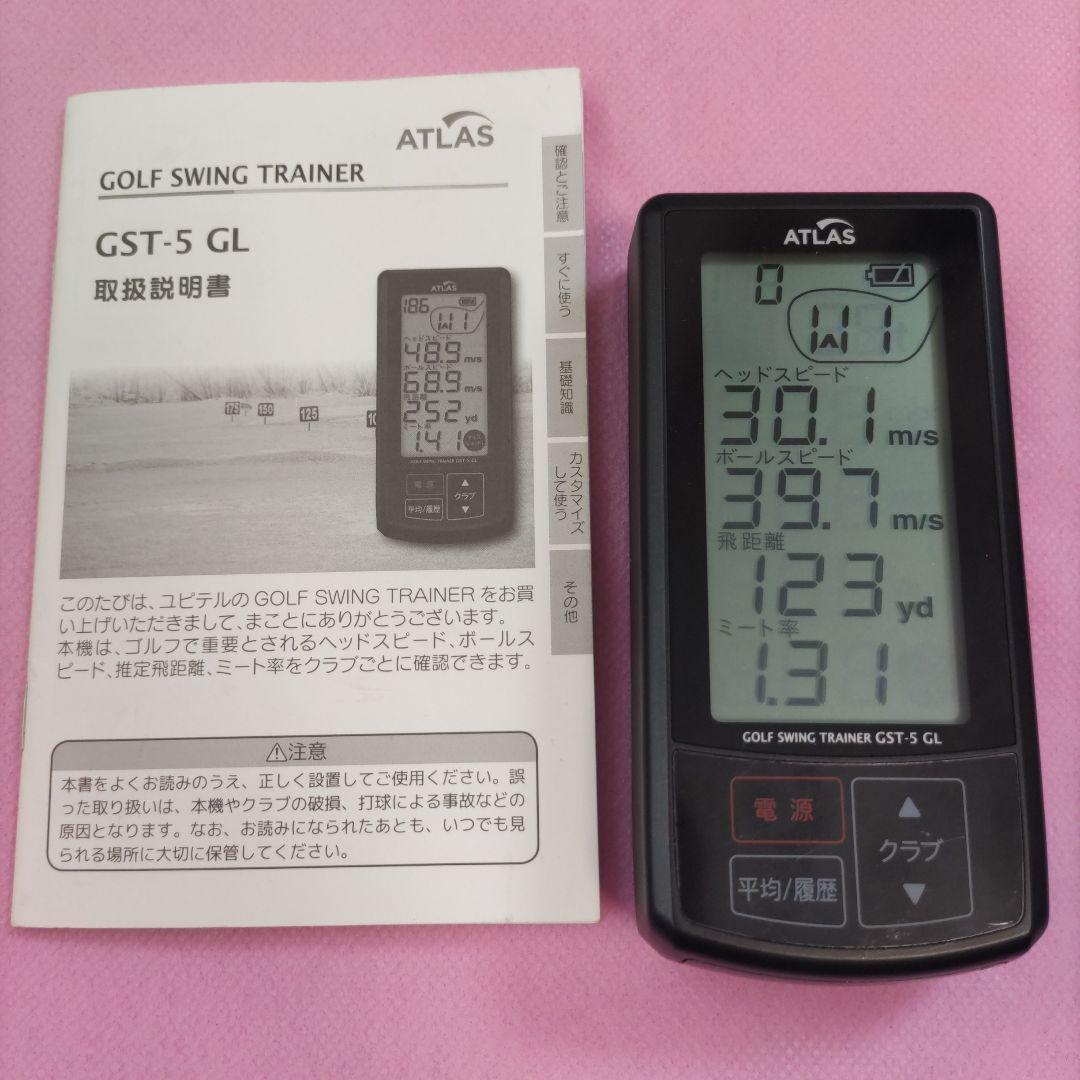 ATLAS
GOLF SWING TRAINER
GST-5 GL
取扱説明書
確認とご注意
すぐに使う
基礎知識
カスタマイズ
して使う
その他
ATLAS
186
W1
ヘッドスピード
48.9 m/s
ボールスピード
68.9 m/s
飛距離
252 yd
ミート率
1.41
GOLF SWING TRAINER GST-5 GL
電源
▲
クラブ
▼
平均/履歴
175
150
125
10
このたびは、ユピテルの GOLF SWING TRAINER をお買
い上げいただきまして、まことにありがとうございます。
本機は、ゴルフで重要とされるヘッドスピード、ボールス
ピード、推定飛距離、ミート率をクラブごとに確認できます。
⚠注意
本書をよくお読みのうえ、正しく設置してご使用ください。誤
った取り扱いは、本機やクラブの破損、打球による事故などの
原因となります。なお、お読みになられたあとも、いつでも見
られる場所に大切に保管してください。
ATLAS
0
W1
ヘッドスピード
30.1 m/s
ボールスピード
39.7 m/s
飛距離
123 yd
ミート率
1.31
GOLF SWING TRAINER GST-5 GL
電源
▲
クラブ
▼
平均/履歴